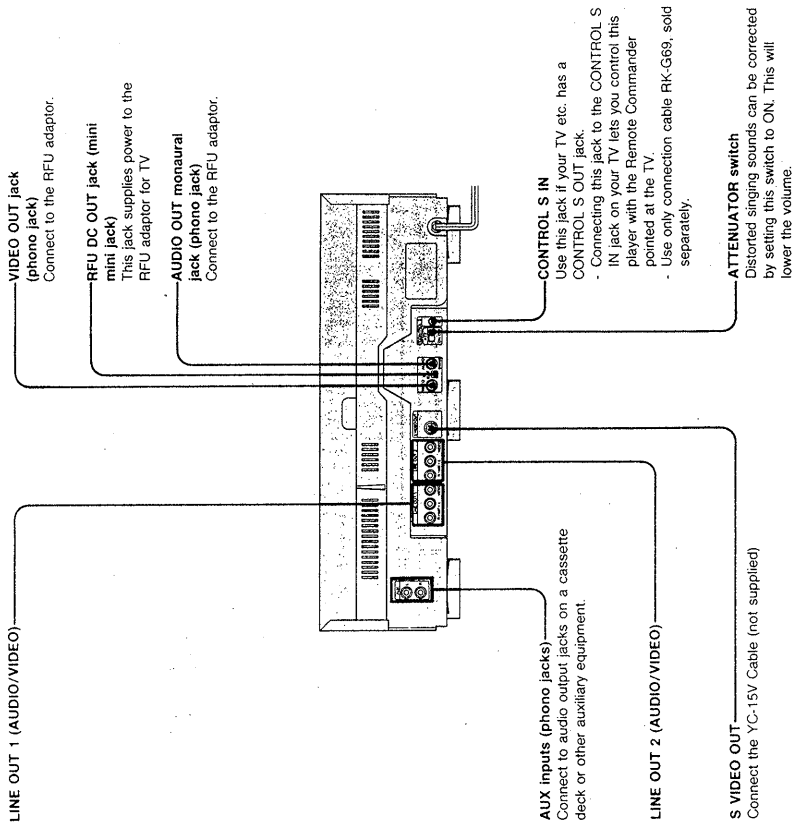 LINE OUT 1 (AUDIO/VIDEO)
VIDEO OUT jack
(phono jack)
Connect to the RFU adaptor.
RFU DC OUT jack (mini
mini jack)
This jack supplies power to the
RFU adaptor for TV
AUDIO OUT monaural
jack (phono jack)
Connect to the RFU adaptor.
AUX inputs (phono jacks)
Connect to audio output jacks on a cassette
deck or other auxiliary equipment.
LINE OUT 2 (AUDIO/VIDEO)
S VIDEO OUT
Connect the YC-15V Cable (not supplied)
CONTROL S IN
Use this jack if your TV etc. has a
CONTROL S OUT jack.
- Connecting this jack to the CONTROL S
IN jack on your TV lets you control this
player with the Remote Commander
pointed at the TV.
- Use only connection cable RK-G69, sold
separately.
ATTENUATOR switch
Distorted singing sounds can be corrected
by setting this switch to ON. This will
lower the volume.